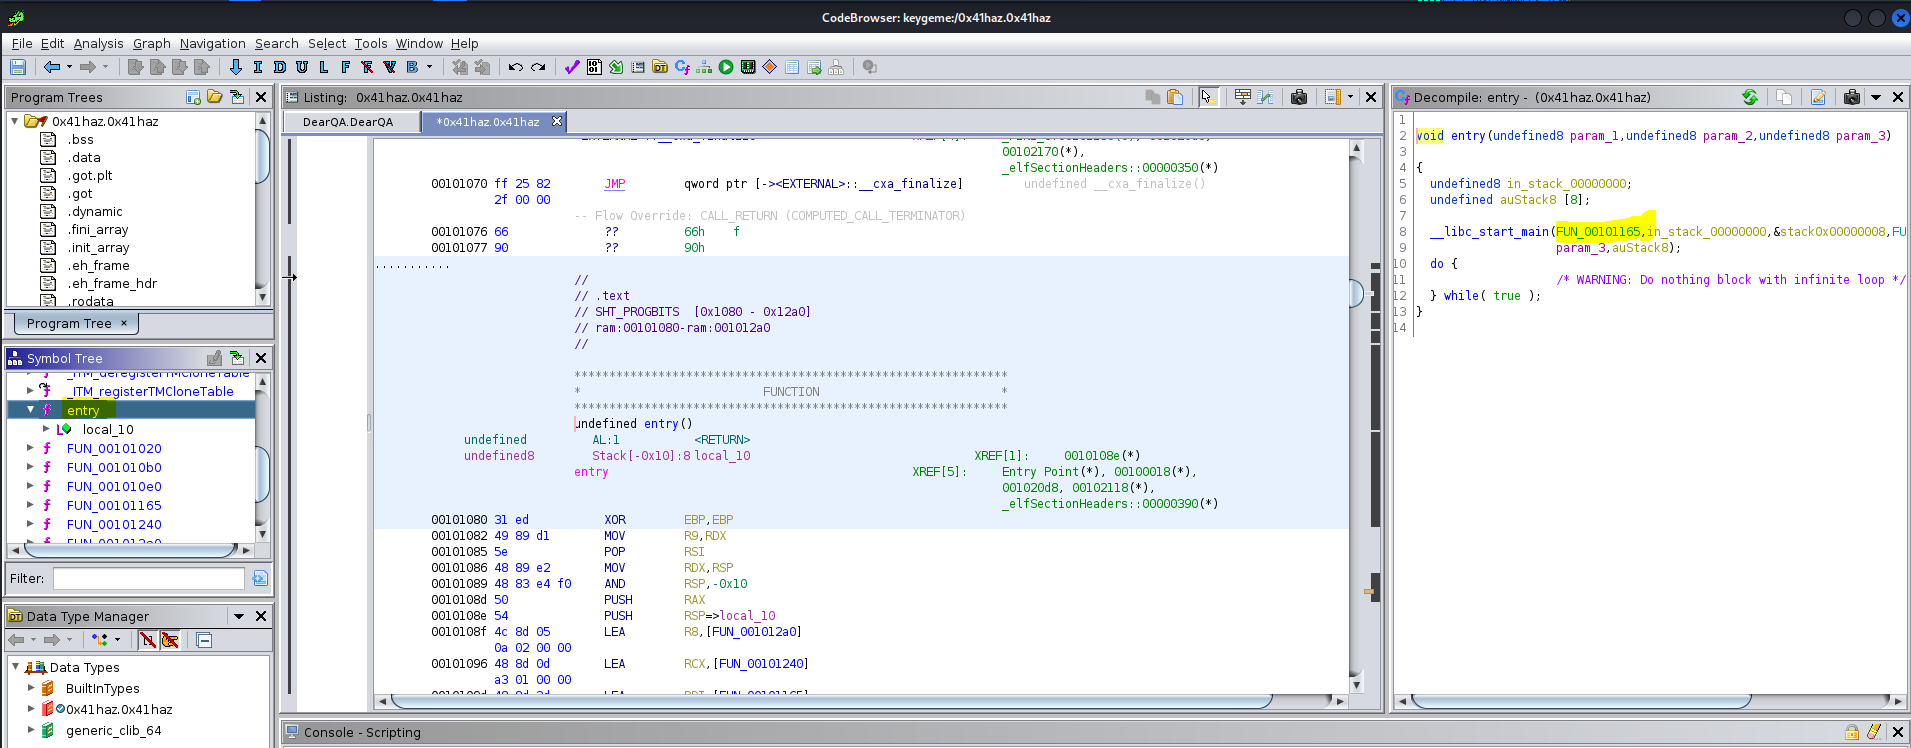 CodeBrowser: keygeme:/0x41haz.0x41haz
File Edit Analysis Graph Navigation Search Select Tools Window Help
I D U L F B
Program Trees
0x41haz.0x41haz
.bss
.data
.got.plt
.got
.dynamic
.fini_array
.init_array
.eh_frame
.eh_frame_hdr
.rodata
Program Tree ×
Symbol Tree
_ITM_deregisterTMCloneTable
_ITM_registerTMCloneTable
entry
local_10
FUN_00101020
FUN_001010b0
FUN_001010e0
FUN_00101165
FUN_00101240
FUN_001012a0
Filter:
Data Type Manager
Data Types
BuiltInTypes
0x41haz.0x41haz
generic_clib_64
Listing: 0x41haz.0x41haz
DearQA.DearQA *0x41haz.0x41haz
00102170(*),
_elfSectionHeaders::00000350(*)
00101070 ff 25 82 JMP qword ptr [-><EXTERNAL>::__cxa_finalize] undefined __cxa_finalize()
2f 00 00
-- Flow Override: CALL_RETURN (COMPUTED_CALL_TERMINATOR)
00101076 66 ?? 66h f
00101077 90 ?? 90h
//
// .text
// SHT_PROGBITS [0x1080 - 0x12a0]
// ram:00101080-ram:001012a0
//
**************************************************************
* FUNCTION *
**************************************************************
undefined entry()
undefined AL:1 <RETURN>
undefined8 Stack[-0x10]:8 local_10 XREF[1]: 0010108e(*)
entry XREF[5]: Entry Point(*), 00100018(*),
001020d8, 00102118(*),
_elfSectionHeaders::00000390(*)
00101080 31 ed XOR EBP,EBP
00101082 49 89 d1 MOV R9,RDX
00101085 5e POP RSI
00101086 48 89 e2 MOV RDX,RSP
00101089 48 83 e4 f0 AND RSP,-0x10
0010108d 50 PUSH RAX
0010108e 54 PUSH RSP=>local_10
0010108f 4c 8d 05 LEA R8,[FUN_001012a0]
0a 02 00 00
00101096 48 8d 0d LEA RCX,[FUN_00101240]
a3 01 00 00
Console - Scripting
Decompile: entry - (0x41haz.0x41haz)
1
2 void entry(undefined8 param_1,undefined8 param_2,undefined8 param_3)
3
4 {
5 undefined8 in_stack_00000000;
6 undefined auStack8 [8];
7
8 __libc_start_main(FUN_00101165,in_stack_00000000,&stack0x00000008,FU
9 param_3,auStack8);
10 do {
11 /* WARNING: Do nothing block with infinite loop */
12 } while( true );
13 }
14